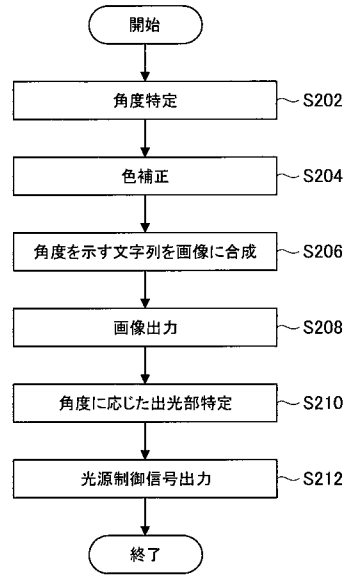 開始
角度特定 S202
色補正 S204
角度を示す文字列を画像に合成 S206
画像出力 S208
角度に応じた出光部特定 S210
光源制御信号出力 S212
終了